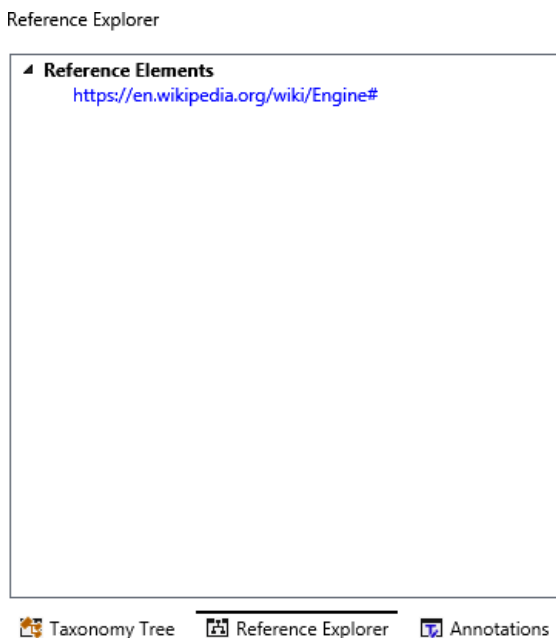 Reference Explorer
Reference Elements
https://en.wikipedia.org/wiki/Engine#
Taxonomy Tree Reference Explorer Annotations